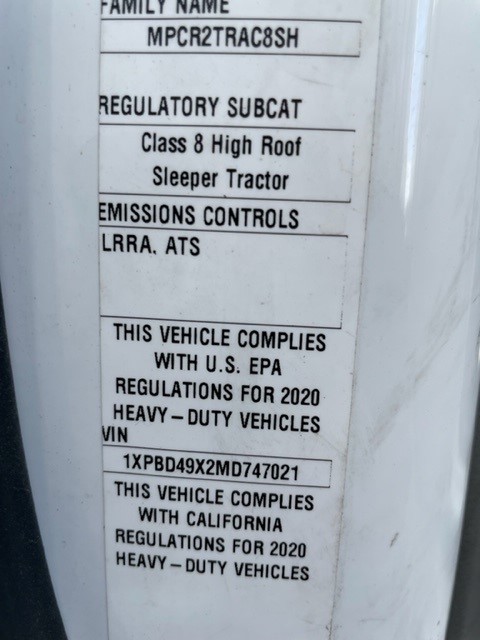 FAMILY NAME
MPCR2TRAC8SH
REGULATORY SUBCAT
Class 8 High Roof
Sleeper Tractor
EMISSIONS CONTROLS
LRRA, ATS
THIS VEHICLE COMPLIES
WITH U.S. EPA
REGULATIONS FOR 2020
HEAVY-DUTY VEHICLES
VIN
1XPBD49X2MD747021
THIS VEHICLE COMPLIES
WITH CALIFORNIA
REGULATIONS FOR 2020
HEAVY-DUTY VEHICLES